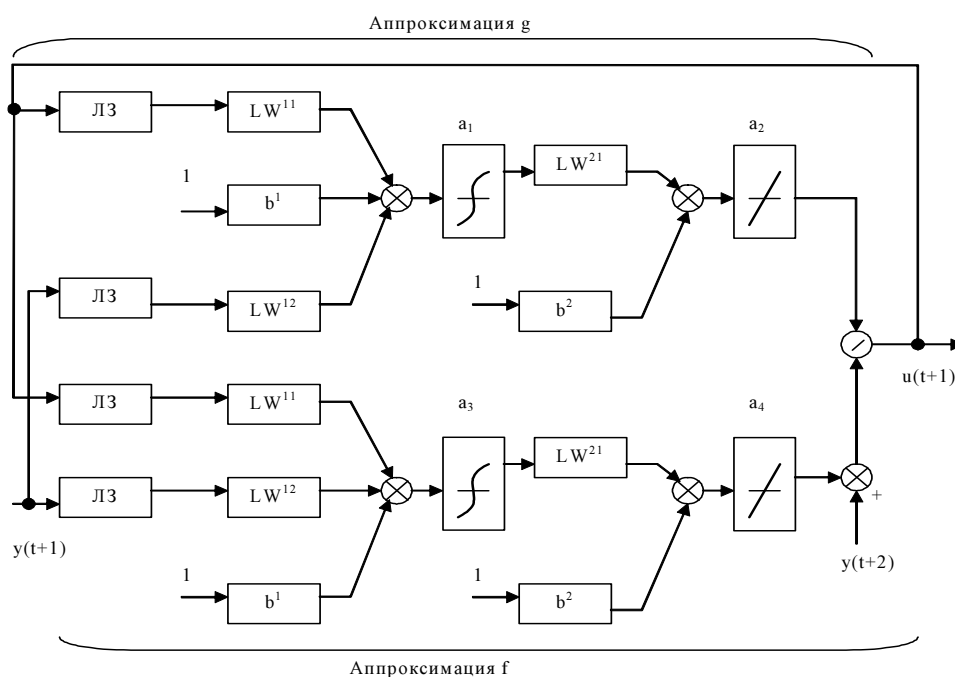 Аппроксимация g
ЛЗ
LW¹¹
a₁
a₂
1
b¹
LW²¹
ЛЗ
LW¹²
1
b²
u(t+1)
ЛЗ
LW¹¹
a₃
a₄
LW²¹
ЛЗ
LW¹²
+
y(t+1)
y(t+2)
1
b¹
1
b²
Аппроксимация f